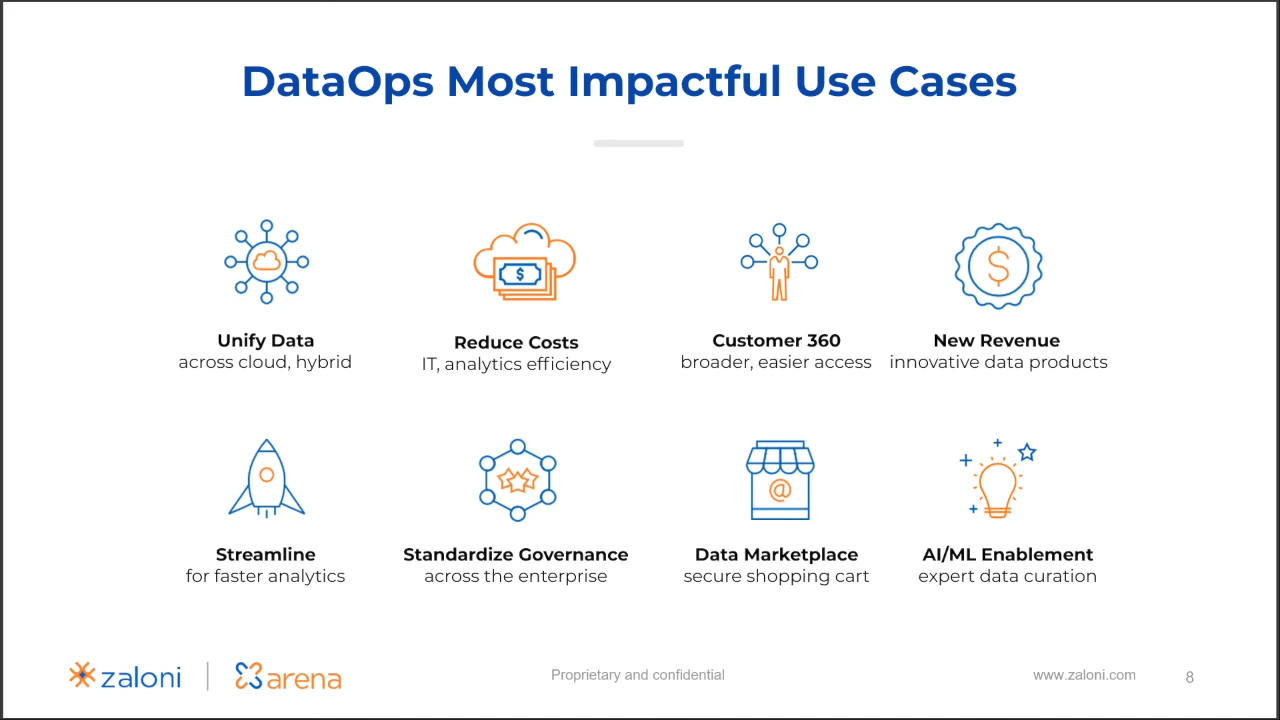 DataOps Most Impactful Use Cases
$
$
Unify Data
across cloud, hybrid
Reduce Costs
IT, analytics efficiency
Customer 360
broader, easier access
New Revenue
innovative data products
@
Streamline
for faster analytics
Standardize Governance
across the enterprise
Data Marketplace
secure shopping cart
AI/ML Enablement
expert data curation
zaloni
arena
Proprietary and confidential
www.zaloni.com
8